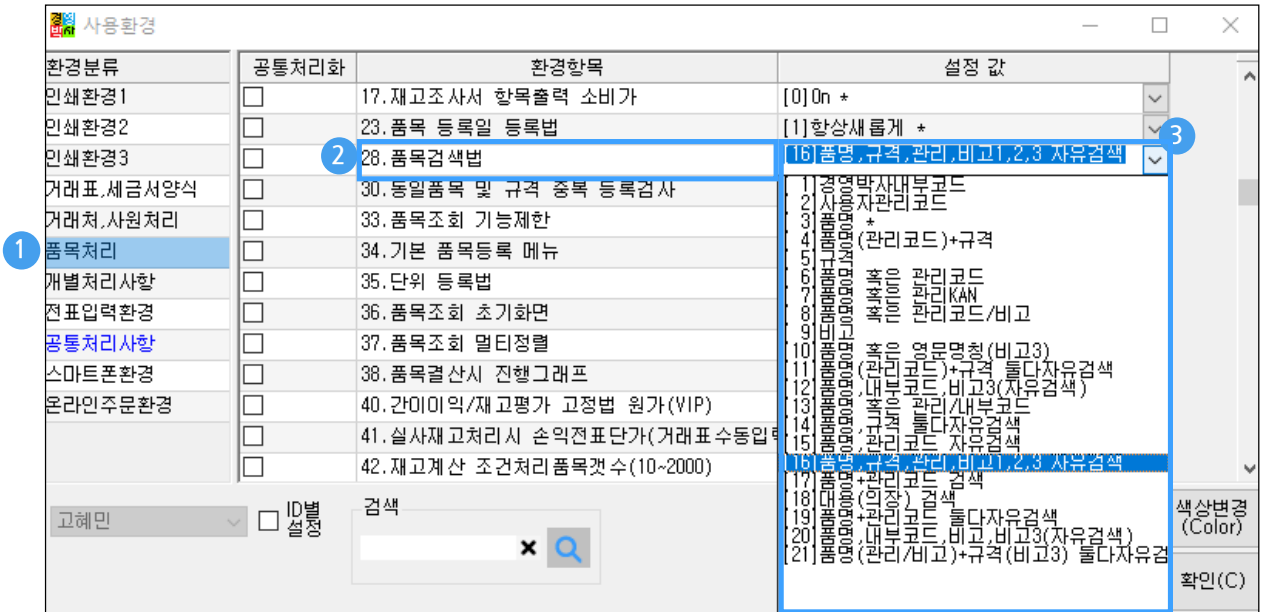 경영박사 사용환경
환경분류 공통처리화 환경항목 설정 값
인쇄환경1 17.재고조사서 항목출력 소비가 [0]On *
인쇄환경2 23.품목 등록일 등록법 [1]항상새롭게 *
인쇄환경3 2 28.품목검색법 [16]품명,규격,관리,비고1,2,3 자유검색 3
거래표,세금서양식 30.동일품목 및 규격 중복 등록검사
거래처,사원처리 33.품목조회 기능제한
1 품목처리 34.기본 품목등록 메뉴
개별처리사항 35.단위 등록법
전표입력환경 36.품목조회 초기화면
공통처리사항 37.품목조회 멀티정렬
스마트폰환경 38.품목결산시 진행그래프
온라인주문환경 40.간이이익/재고평가 고정법 원가(VIP)
41.실사재고처리시 손익전표단가(거래표수동입력
42.재고계산 조건처리품목갯수(10~2000)
[ 1]경영박사내부코드
[ 2]사용자관리코드
[ 3]품명 *
[ 4]품명(관리코드)+규격
[ 5]규격
[ 6]품명 혹은 관리코드
[ 7]품명 혹은 관리KAN
[ 8]품명 혹은 관리코드/비고
[ 9]비고
[10]품명 혹은 영문명칭(비고3)
[11]품명(관리코드)+규격 둘다자유검색
[12]품명,내부코드,비고3(자유검색)
[13]품명 혹은 관리/내부코드
[14]품명,규격 둘다자유검색
[15]품명,관리코드 자유검색
[16]품명,규격,관리,비고1,2,3 자유검색
[17]품명+관리코드 검색
[18]대용(의장) 검색
[19]품명+관리코드 둘다자유검색
[20]품명,내부코드,비고,비고3(자유검색)
[21]품명(관리/비고)+규격(비고3) 둘다자유검
고혜민
ID별
설정
검색
색상변경
(Color)
확인(C)